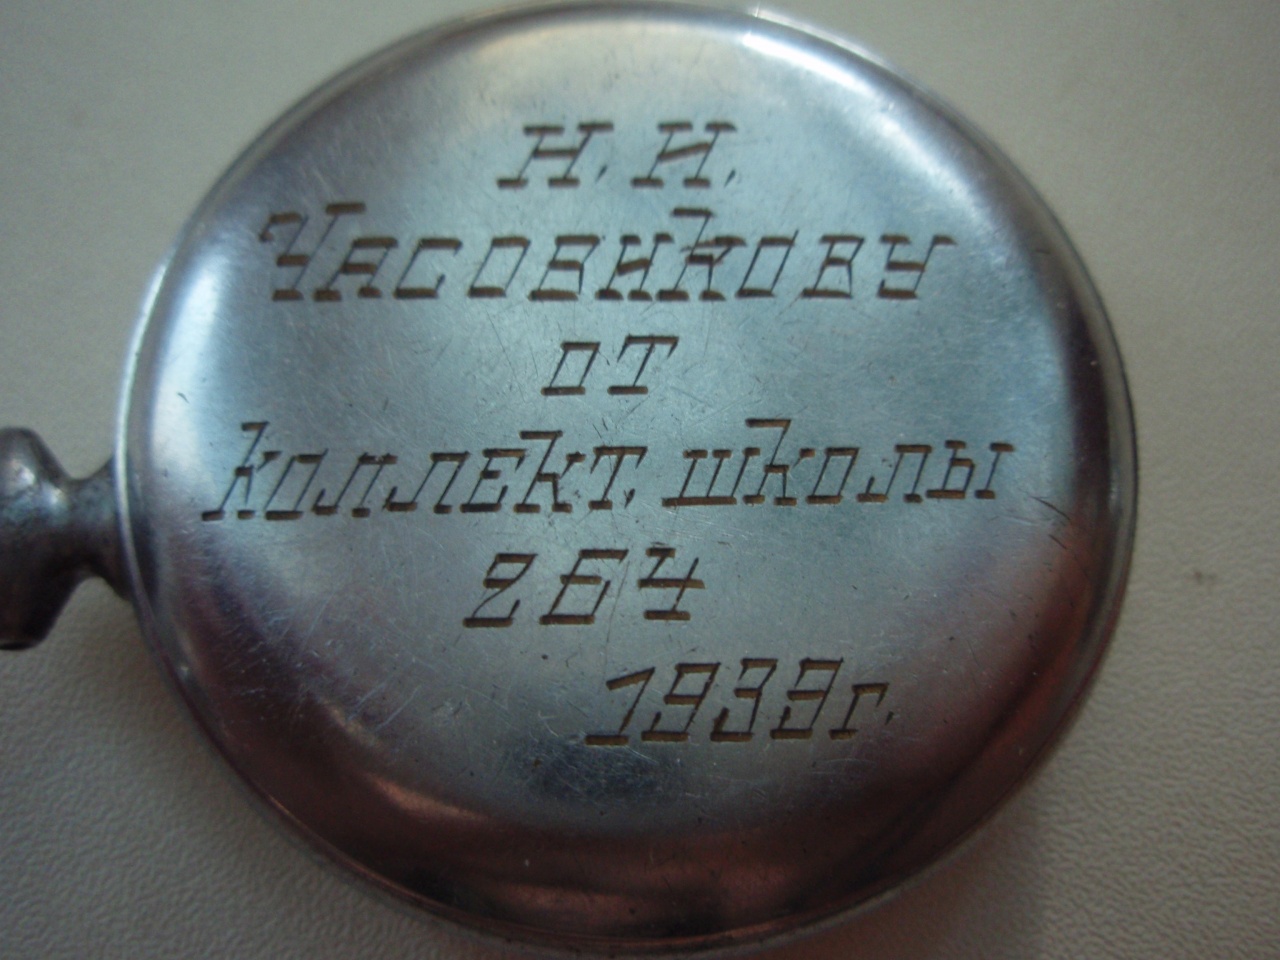 Н. И.
Часовикову
от
коллект. школы
264
1939г.